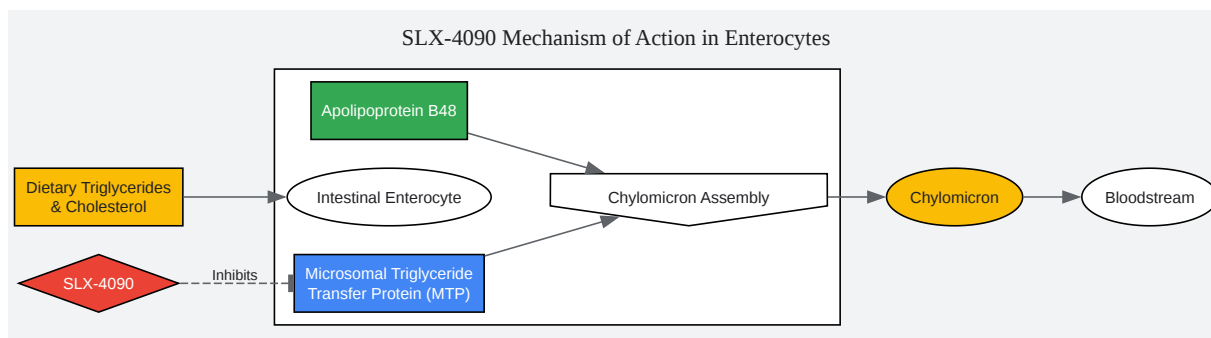 SLX-4090 Mechanism of Action in Enterocytes
Apolipoprotein B48
Dietary Triglycerides
& Cholesterol
Intestinal Enterocyte
Chylomicron Assembly
Chylomicron
Bloodstream
SLX-4090
Inhibits
Microsomal Triglyceride
Transfer Protein (MTP)